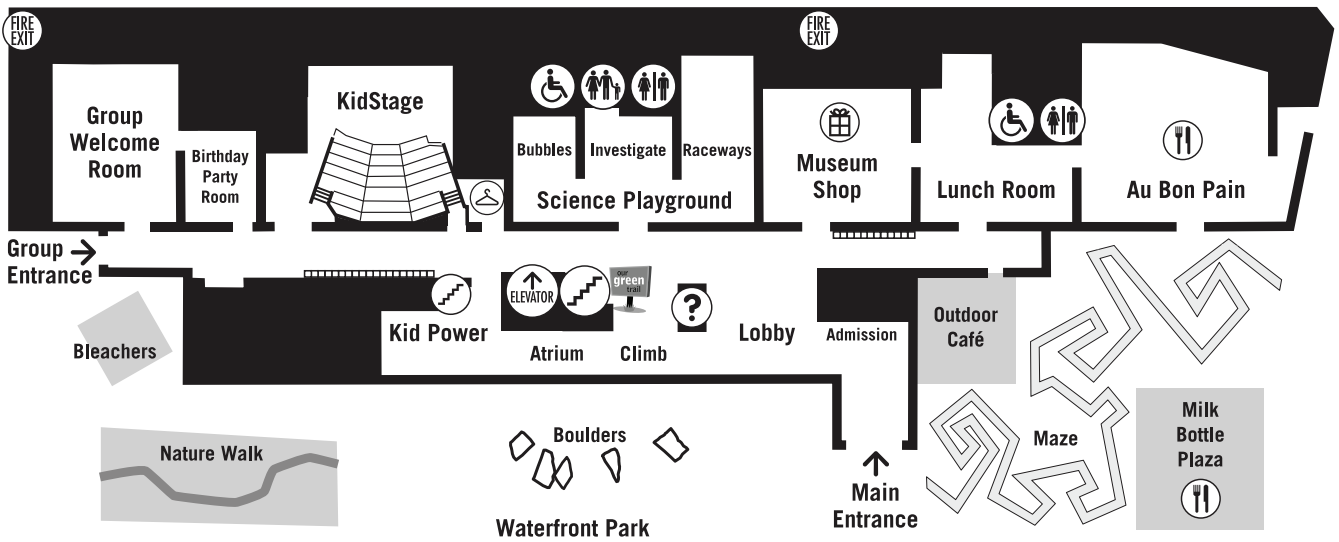 FIRE
EXIT
FIRE
EXIT
Group
Welcome
Room
Birthday
Party
Room
KidStage
Bubbles
Investigate
Raceways
Science Playground
Museum
Shop
Lunch Room
Au Bon Pain
Group
Entrance
ELEVATOR
our
green
trail
?
Kid Power
Atrium
Climb
Lobby
Admission
Outdoor
Café
Bleachers
Nature Walk
Boulders
Waterfront Park
Main
Entrance
Maze
Milk
Bottle
Plaza